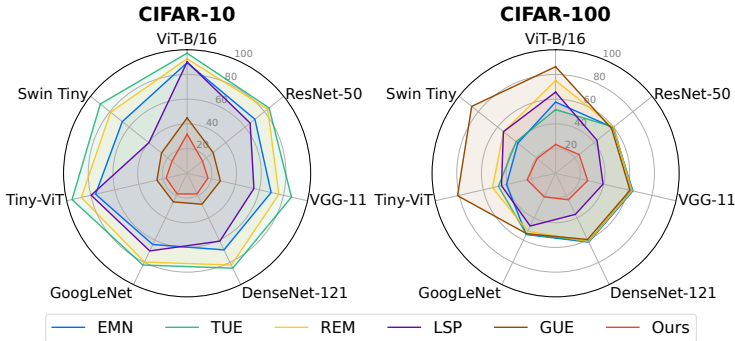 CIFAR-10
ViT-B/16
100
80
60
40
20
ResNet-50
Swin Tiny
Tiny-ViT
VGG-11
GoogLeNet
DenseNet-121
CIFAR-100
ViT-B/16
100
80
60
40
20
ResNet-50
Swin Tiny
Tiny-ViT
VGG-11
GoogLeNet
DenseNet-121
EMN TUE REM LSP GUE Ours